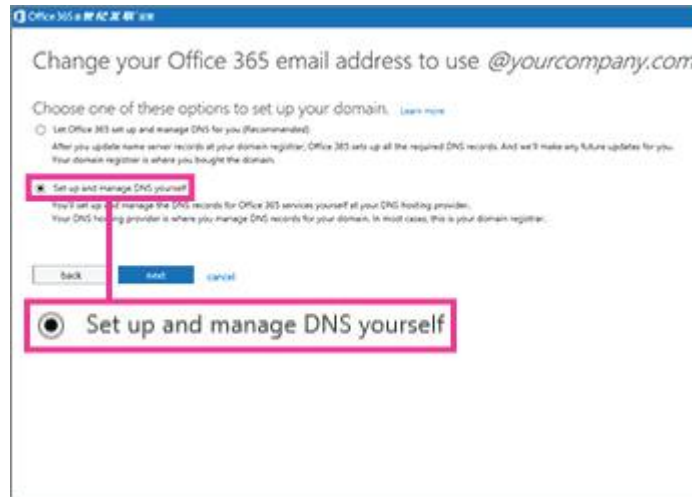 Office 365
Change your Office 365 email address to use @yourcompany.com
Choose one of these options to set up your domain. Learn more
Let Office 365 set up and manage DNS for you (Recommended)
After you update name server records at your domain registrar, Office 365 sets up all the required DNS records. And we'll make any future updates for you.
Your domain registrar is where you bought the domain.
Set up and manage DNS yourself
You'll set up and manage the DNS records for Office 365 services yourself at your DNS hosting provider.
Your DNS hosting provider is where you manage DNS records for your domain. In most cases, this is your domain registrar.
back next cancel
Set up and manage DNS yourself